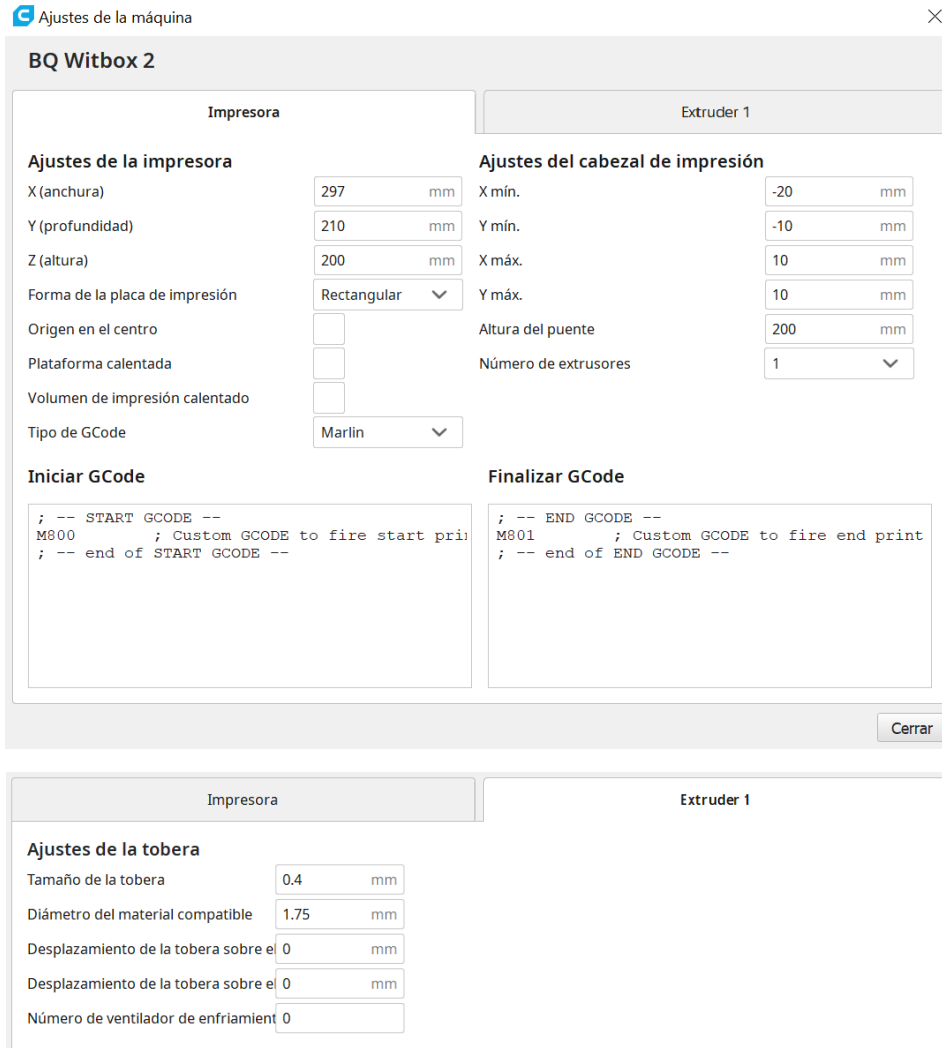 Ajustes de la máquina
BQ Witbox 2
Impresora
Extruder 1
Ajustes de la impresora
X (anchura) 297 mm
Y (profundidad) 210 mm
Z (altura) 200 mm
Forma de la placa de impresión Rectangular
Origen en el centro
Plataforma calentada
Volumen de impresión calentado
Tipo de GCode Marlin
Ajustes del cabezal de impresión
X mín. -20 mm
Y mín. -10 mm
X máx. 10 mm
Y máx. 10 mm
Altura del puente 200 mm
Número de extrusores 1
Iniciar GCode
; -- START GCODE --
M800 ; Custom GCODE to fire start prin
; -- end of START GCODE --
Finalizar GCode
; -- END GCODE --
M801 ; Custom GCODE to fire end print
; -- end of END GCODE --
Cerrar
Impresora
Extruder 1
Ajustes de la tobera
Tamaño de la tobera 0.4 mm
Diámetro del material compatible 1.75 mm
Desplazamiento de la tobera sobre el 0 mm
Desplazamiento de la tobera sobre el 0 mm
Número de ventilador de enfriamient 0